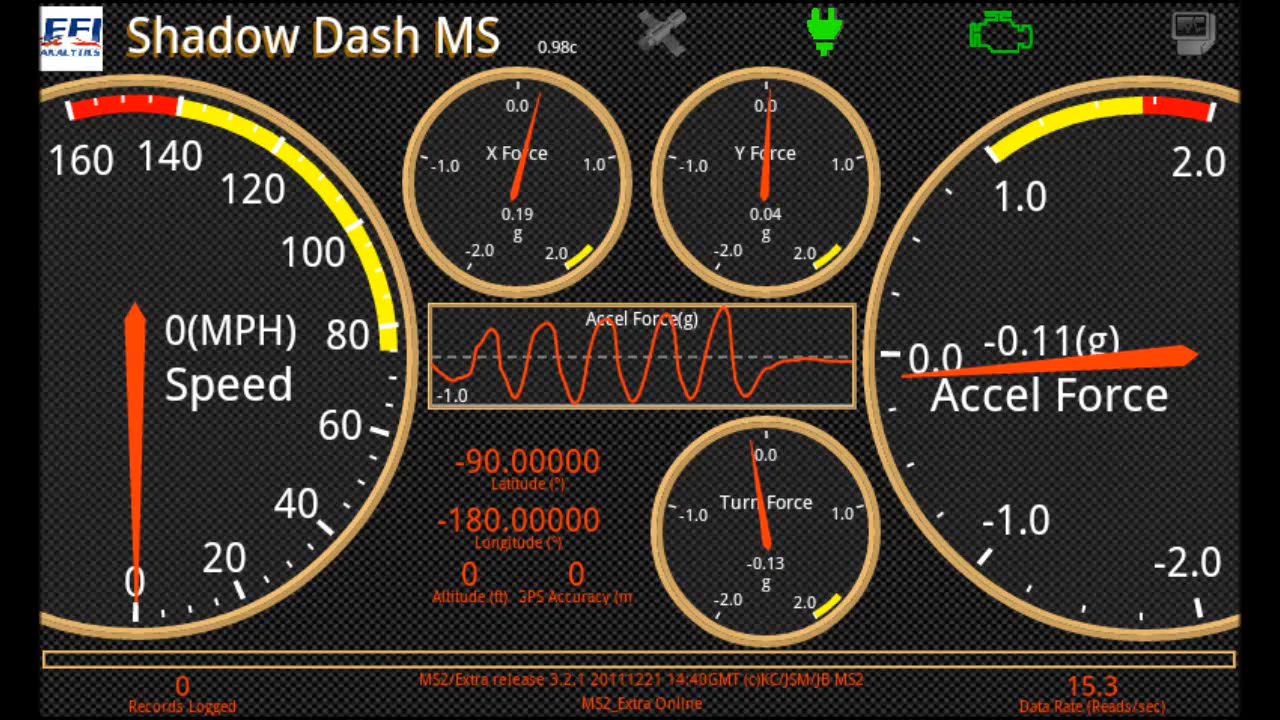 EFI
ANALYTICS
Shadow Dash MS
0.98c
160
140
120
100
80
60
40
20
0
0(MPH)
Speed
0.0
X Force
-1.0
1.0
0.19
g
-2.0
2.0
0.0
Y Force
-1.0
1.0
0.04
g
-2.0
2.0
2.0
1.0
0.0
-0.11(g)
Accel Force
-1.0
-2.0
Accel Force(g)
-1.0
-90.00000
Latitude (º)
-180.00000
Longitude (º)
0
Altitude (ft)
0
GPS Accuracy (m
0.0
Turn Force
-1.0
1.0
-0.13
g
-2.0
2.0
0
Records Logged
MS2/Extra release 3.2.1 20111221 14:40GMT (c)KC/JSM/JB MS2
MS2_Extra Online
15.3
Data Rate (Reads/sec)